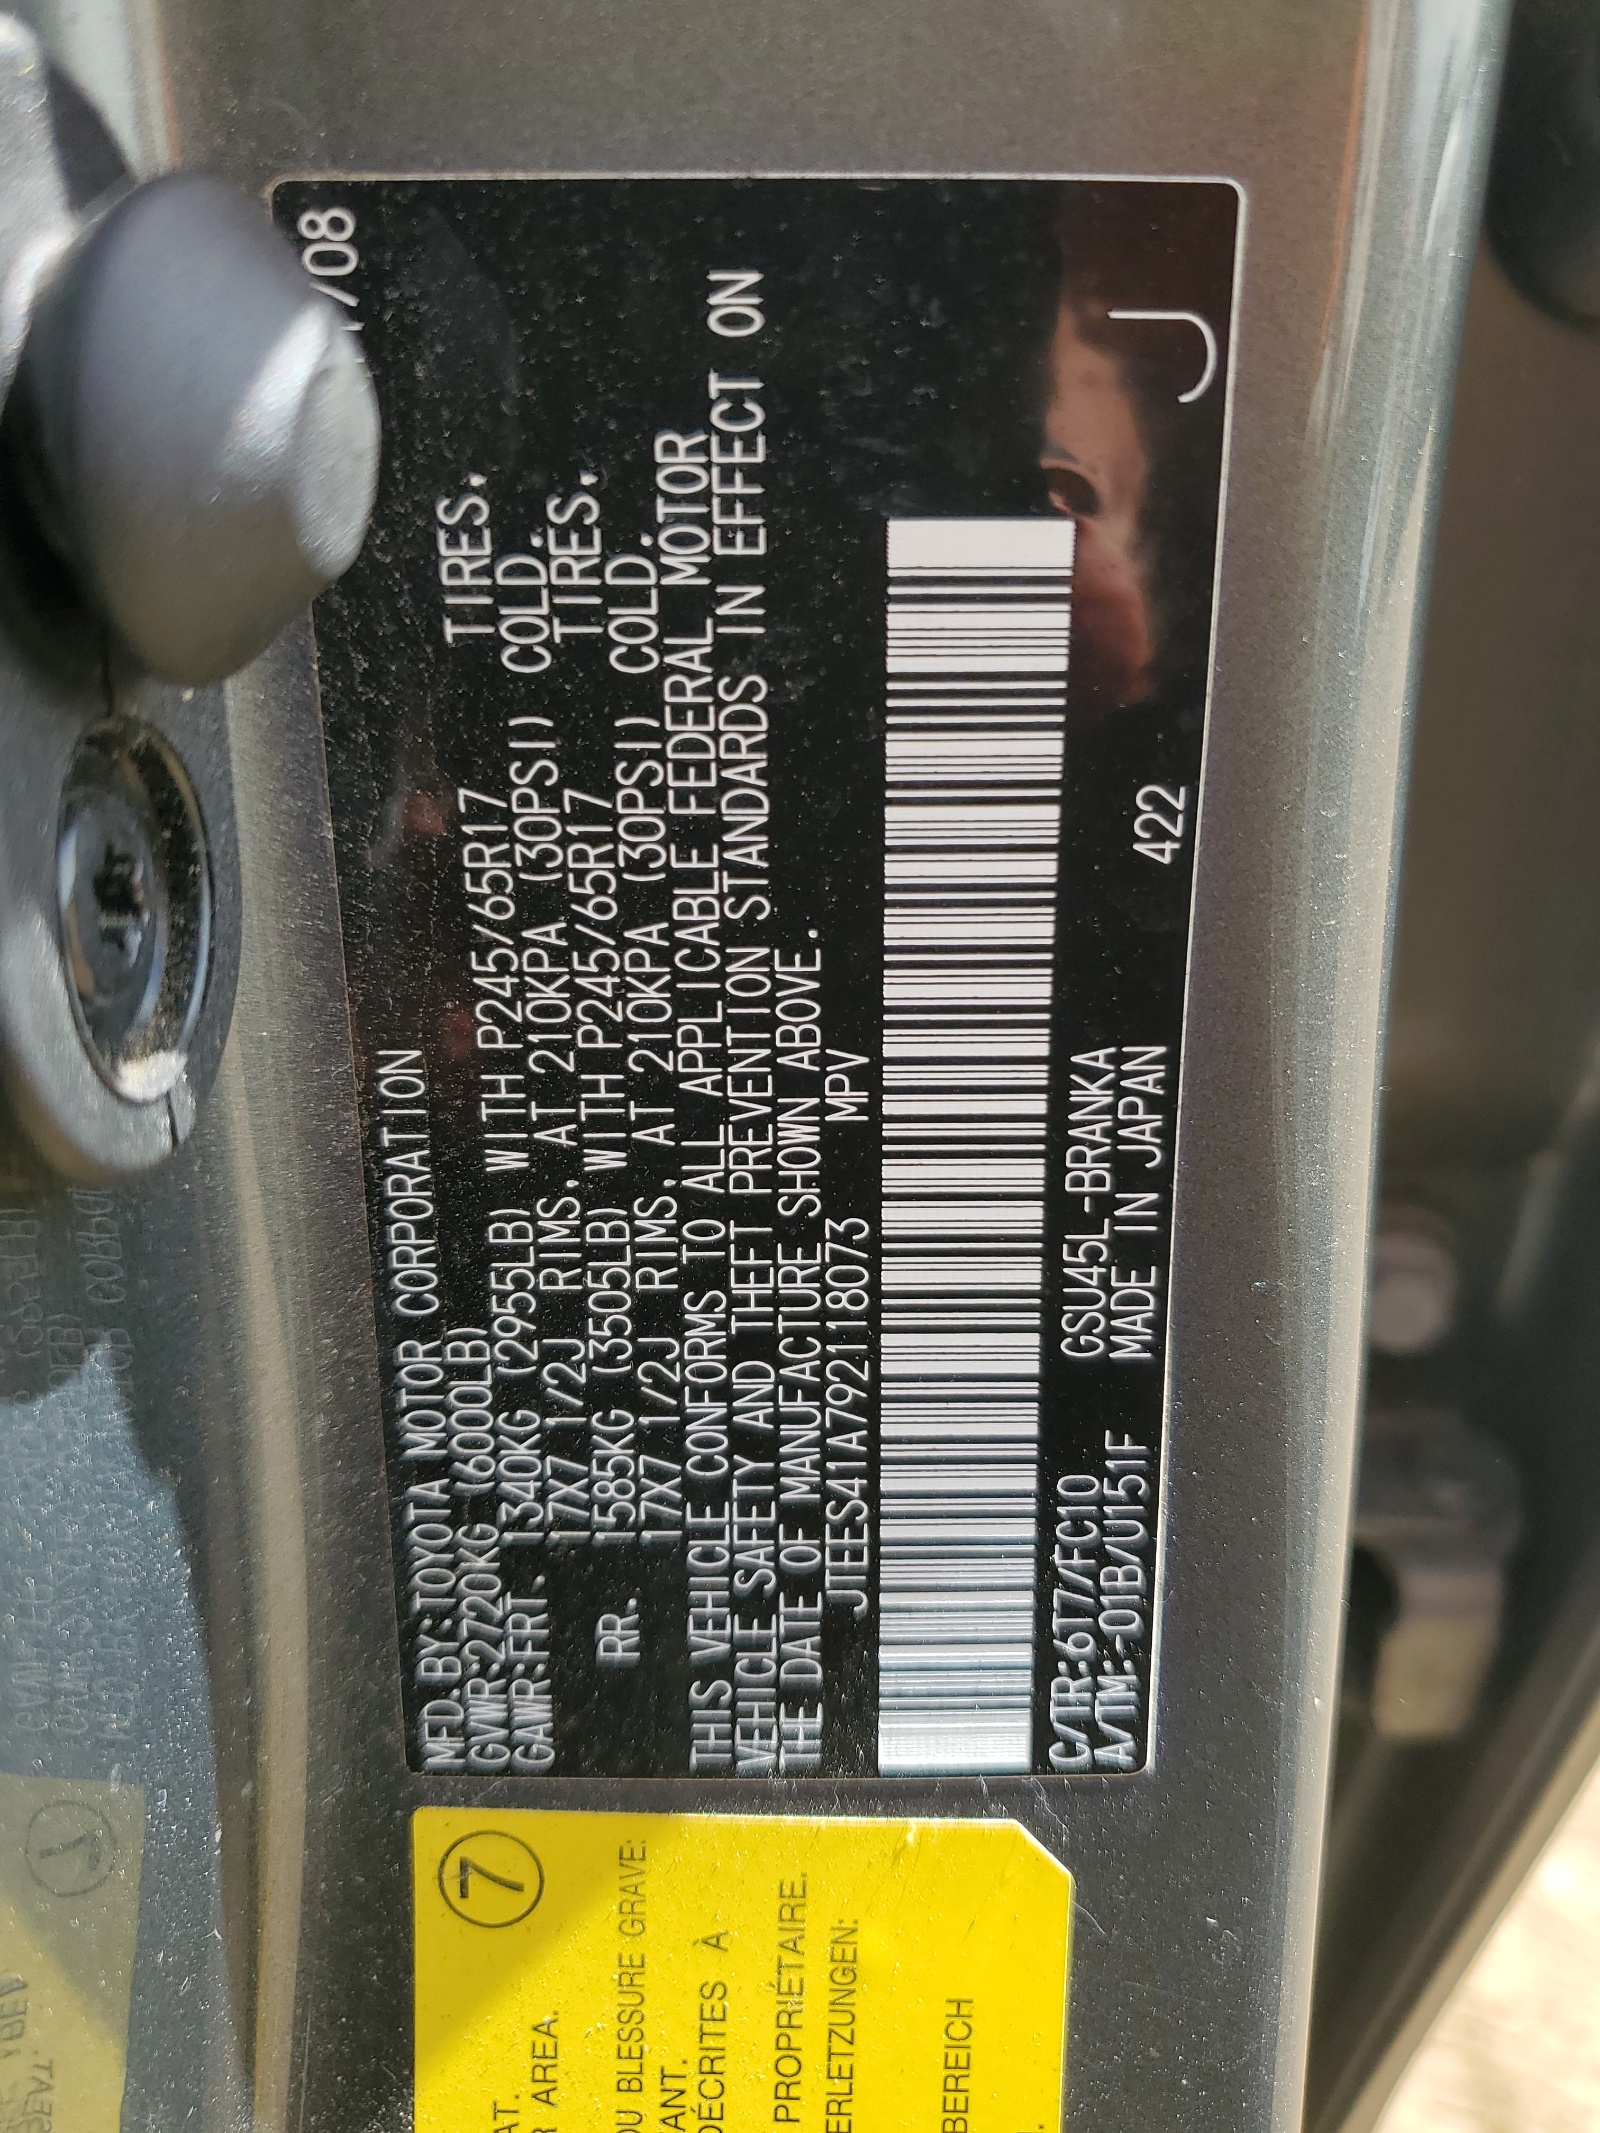 /08
MFD.BY:TOYOTA MOTOR CORPORATION
GVWR:2720KG (6000LB)
GAWR:FRT. 1340KG (2955LB) WITH P245/65R17 TIRES,
17X7 1/2J RIMS, AT 210KPA (30PSI) COLD.
RR. 1585KG (3505LB) WITH P245/65R17 TIRES,
17X7 1/2J RIMS, AT 210KPA (30PSI) COLD.
THIS VEHICLE CONFORMS TO ALL APPLICABLE FEDERAL MOTOR
VEHICLE SAFETY AND THEFT PREVENTION STANDARDS IN EFFECT ON
THE DATE OF MANUFACTURE SHOWN ABOVE.
JTEES41A792118073 MPV
C/TR:6T7/FC10 GSU45L-BRANKA
A/TM:-01B/U151F MADE IN JAPAN 422
J
7
AREA.
OU BLESSURE GRAVE:
DÉCRITES À
PROPRIÉTAIRE.
BEREICH